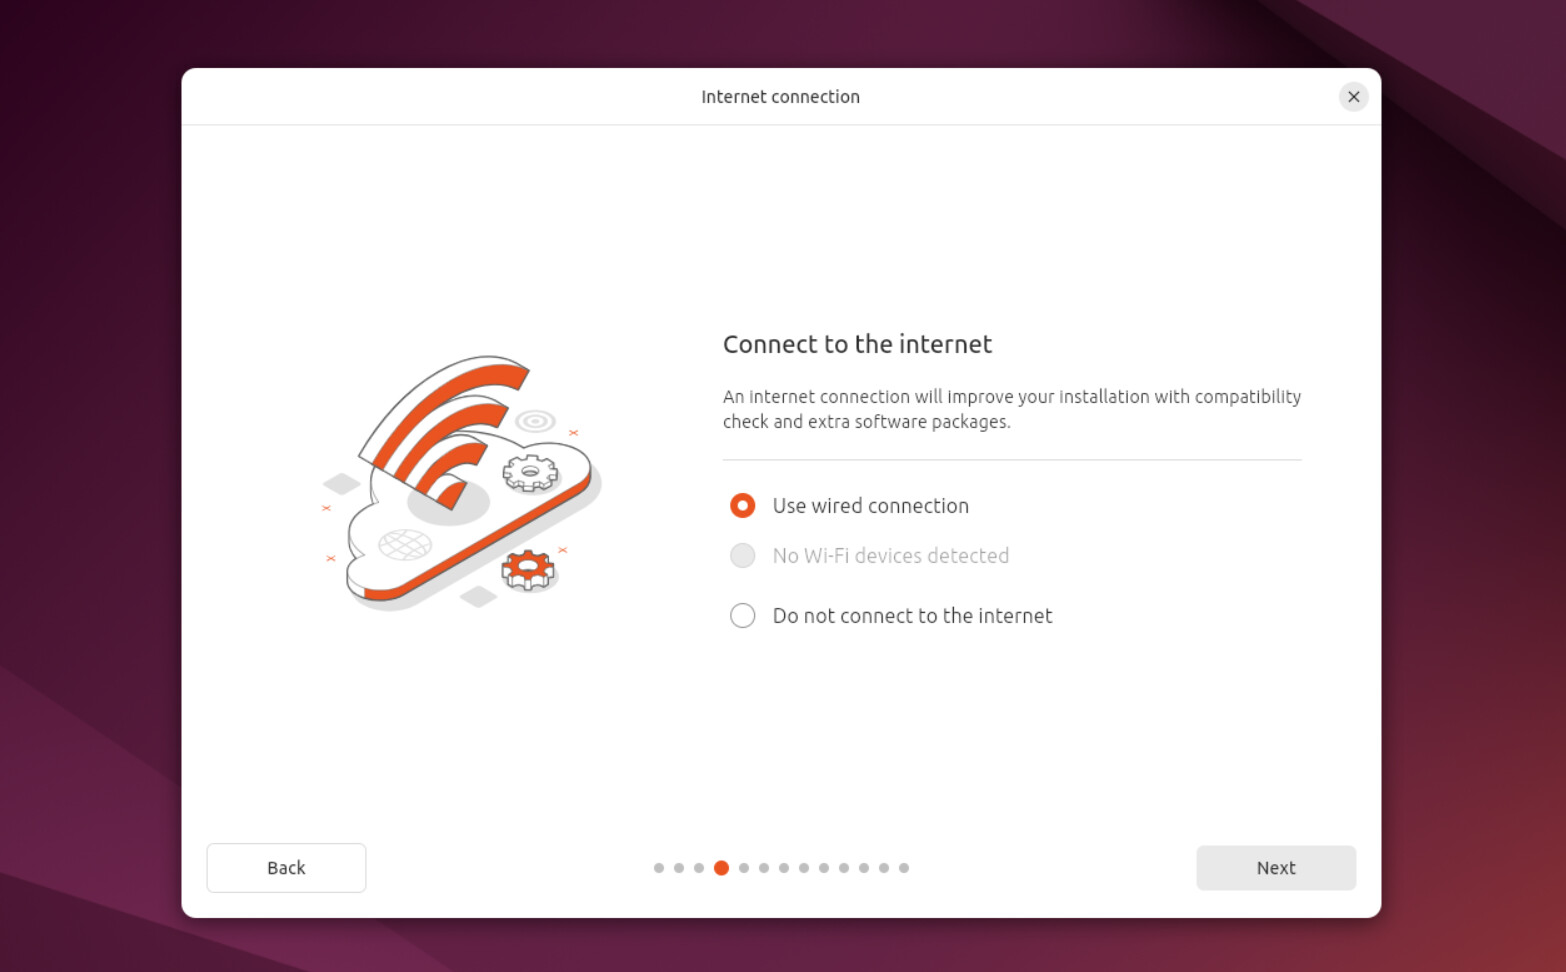 Internet connection
Connect to the internet
An internet connection will improve your installation with compatibility
check and extra software packages.
Use wired connection
No Wi-Fi devices detected
Do not connect to the internet
Back
Next